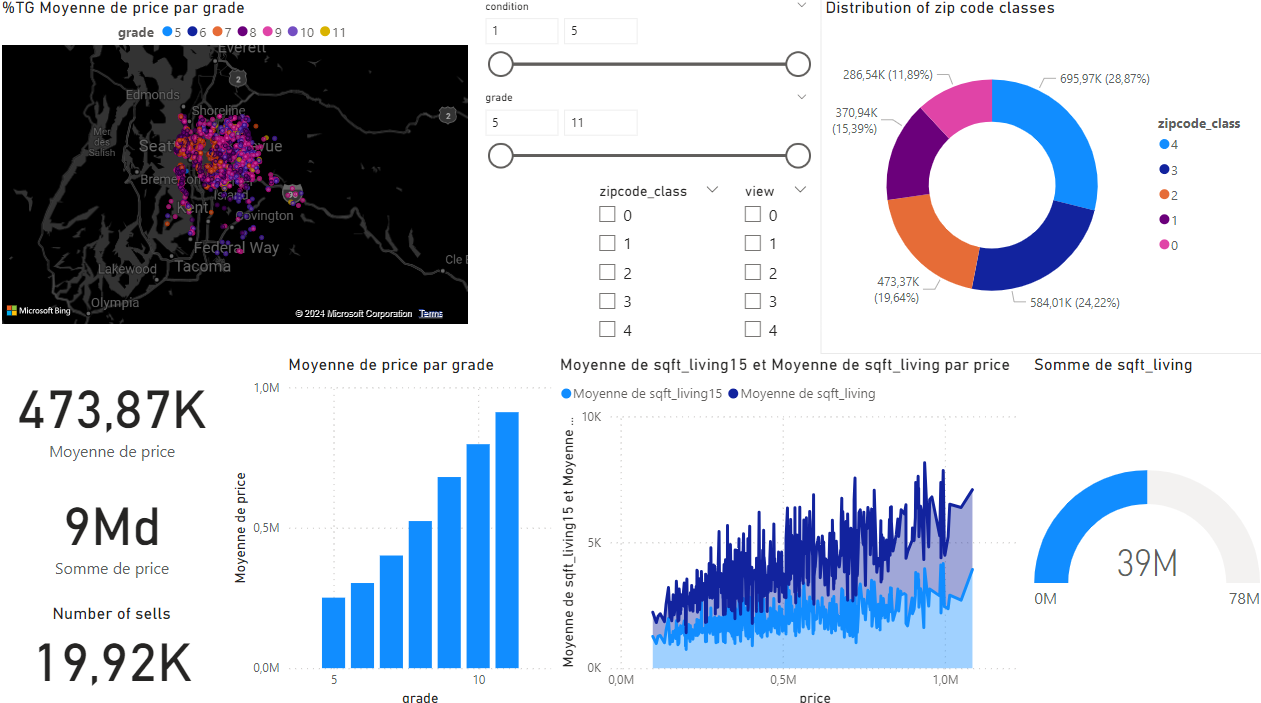 %TG Moyenne de price par grade
grade 5 6 7 8 9 10 11
Everett
2
Edmonds
2
Shoreline
Mer
des
Salish
Seat
vue
Bremerton
Island
90
Kent
Covington
Federal Way
Cle E
Lakewood
Tacoma
Olympia
Microsoft Bing
© 2024 Microsoft Corporation Terms
condition
1 5
grade
5 11
zipcode_class
0
1
2
3
4
view
0
1
2
3
4
Distribution of zip code classes
286,54K (11,89%)
695,97K (28,87%)
370,94K
(15,39%)
473,37K
(19,64%)
584,01K (24,22%)
zipcode_class
4
3
2
1
0
473,87K
Moyenne de price
9Md
Somme de price
Number of sells
19,92K
Moyenne de price par grade
Moyenne de price
1,0M
0,5M
0,0M
5 10
grade
Moyenne de sqft_living15 et Moyenne de sqft_living par price
Moyenne de sqft_living15 Moyenne de sqft_living
Moyenne de sqft_living15 et Moyenne ...
10K
5K
0K
0,0M 0,5M 1,0M
price
Somme de sqft_living
39M
0M 78M